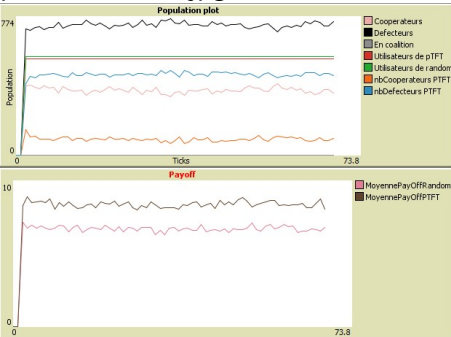 Population plot
774
Population
0
0
Ticks
73.8
Cooperateurs
Defecteurs
En coalition
Utilisateurs de pTFT
Utilisateurs de random
nbCooperateurs PTFT
nbDefecteurs PTFT
Payoff
10
0
0
73.8
MoyennePayOffRandom
MoyennePayOffPTFT